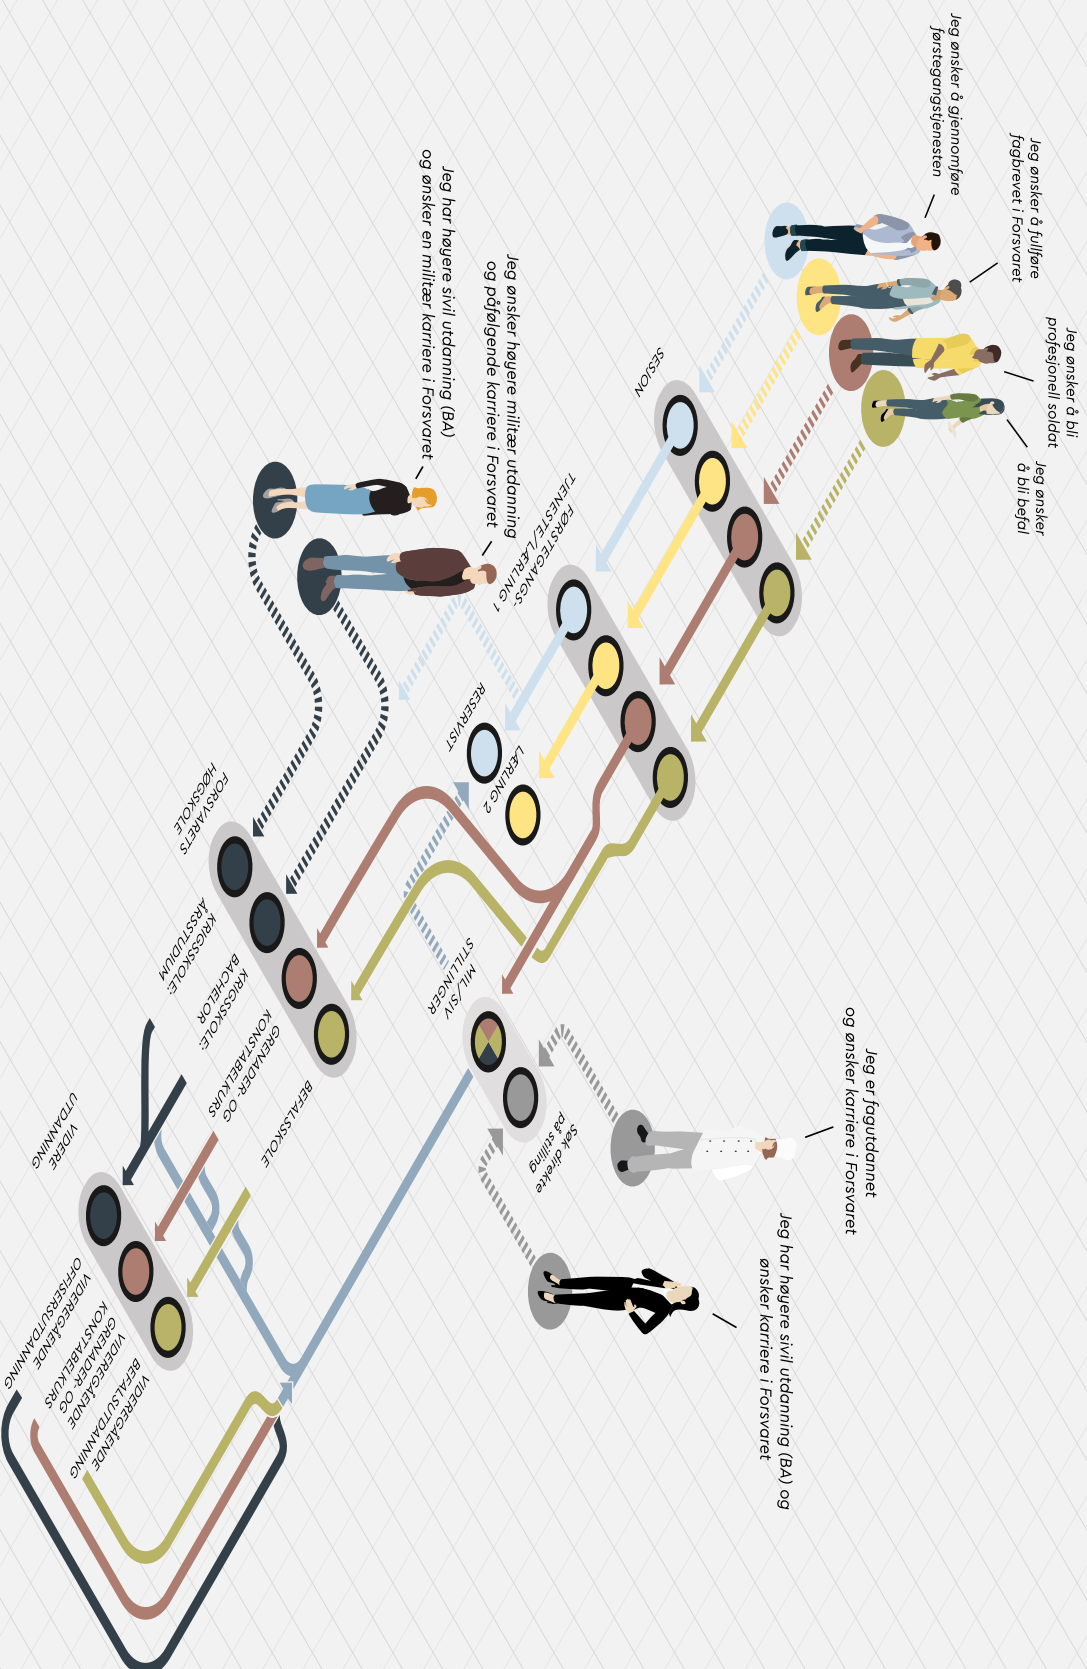 Jeg ønsker å gjennomføre
førstegangstjenesten
Jeg ønsker å fullføre
fagbrevet i Forsvaret
Jeg ønsker å bli
profesjonell soldat
Jeg ønsker
å bli befal
Jeg har høyere sivil utdanning (BA)
og ønsker en militær karriere i Forsvaret
Jeg ønsker høyere militær utdanning
og påfølgende karriere i Forsvaret
SESJON
FØRSTEGANGS-
TJENESTE/LÆRLING 1
RESERVIST
LÆRLING 2
MIL/SIV
STILLINGER
Søk direkte
på stilling
Jeg er fagutdannet
og ønsker karriere i Forsvaret
Jeg har høyere sivil utdanning (BA) og
ønsker karriere i Forsvaret
FORSVARETS
HØGSKOLE
KRIGSSKOLE:
ÅRSSTUDIUM
KRIGSSKOLE:
BACHELOR
GRENADER- OG
KONSTABELKURS
BEFALSSKOLE
VIDERE
UTDANNING
VIDEREGÅENDE
OFFISERSUTDANNING
VIDEREGÅENDE
GRENADER- OG
KONSTABELKURS
VIDEREGÅENDE
BEFALSUTDANNING